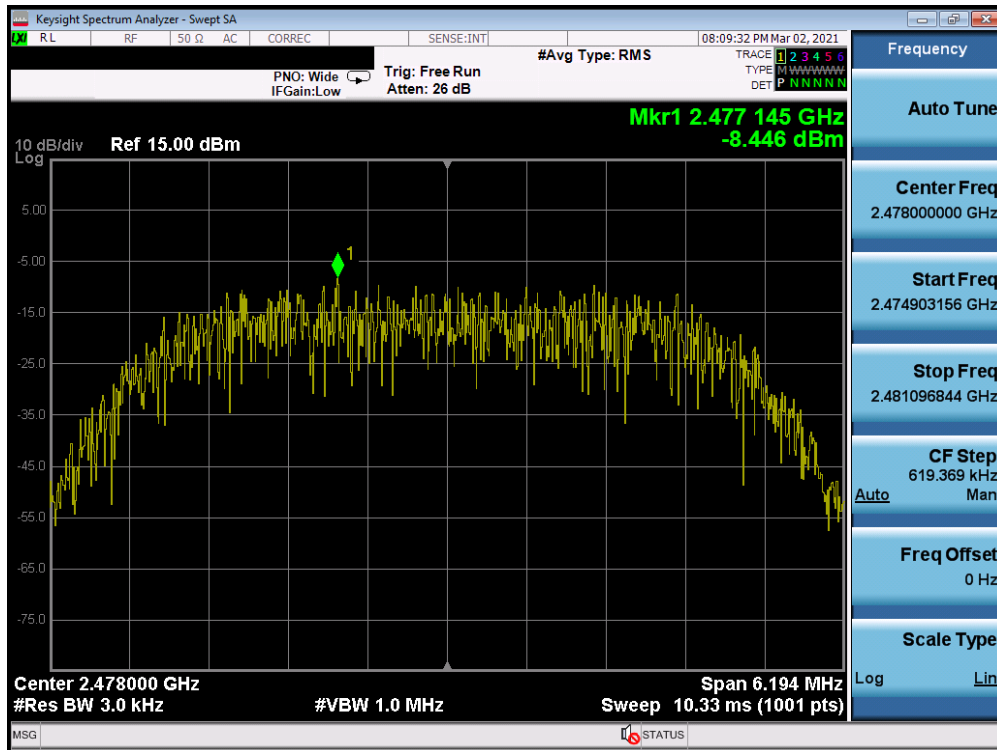 Keysight Spectrum Analyzer - Swept SA
LXI RL RF 50 Ω AC CORREC SENSE:INT 08:09:32 PM Mar 02, 2021
#Avg Type: RMS
TRACE 1 2 3 4 5 6
PNO: Wide Trig: Free Run
TYPE M WWWWW
IFGain:Low Atten: 26 dB
DET P N N N N N
Mkr1 2.477 145 GHz
-8.446 dBm
10 dB/div Ref 15.00 dBm
Log
5.00
1
-5.00
-15.0
-25.0
-35.0
-45.0
-55.0
-65.0
-75.0
Center 2.478000 GHz Span 6.194 MHz
#Res BW 3.0 kHz #VBW 1.0 MHz Sweep 10.33 ms (1001 pts)
MSG STATUS
Frequency
Auto Tune
Center Freq
2.478000000 GHz
Start Freq
2.474903156 GHz
Stop Freq
2.481096844 GHz
CF Step
619.369 kHz
Auto Man
Freq Offset
0 Hz
Scale Type
Log Lin